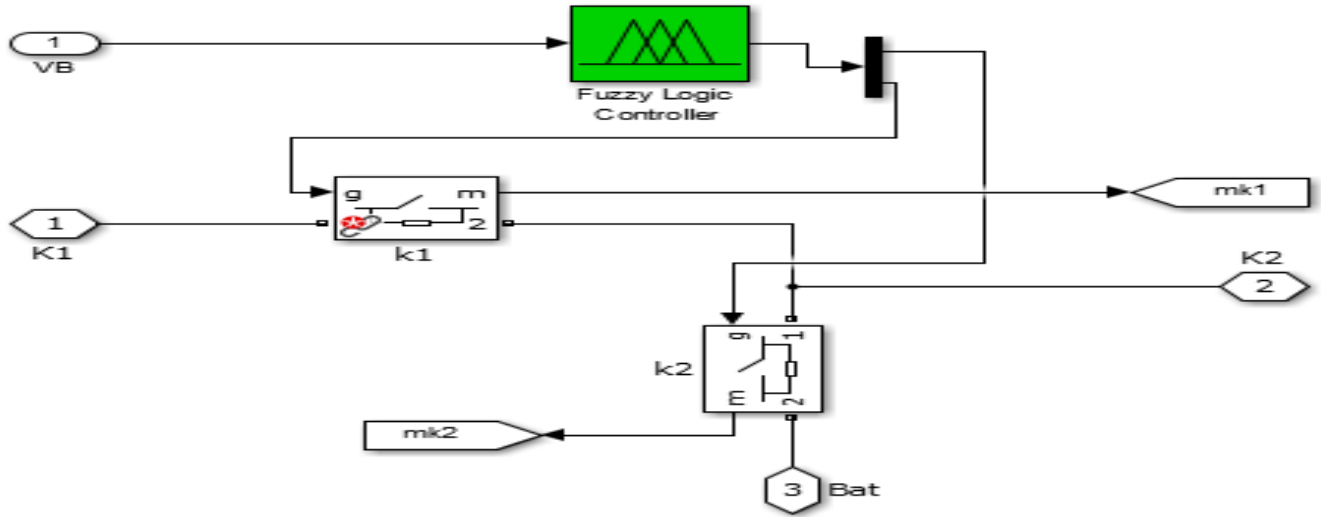 1
VB
Fuzzy Logic
Controller
g m
2
k1
1
K1
mk1
K2
2
g 1
k2
m 2
mk2
3 Bat